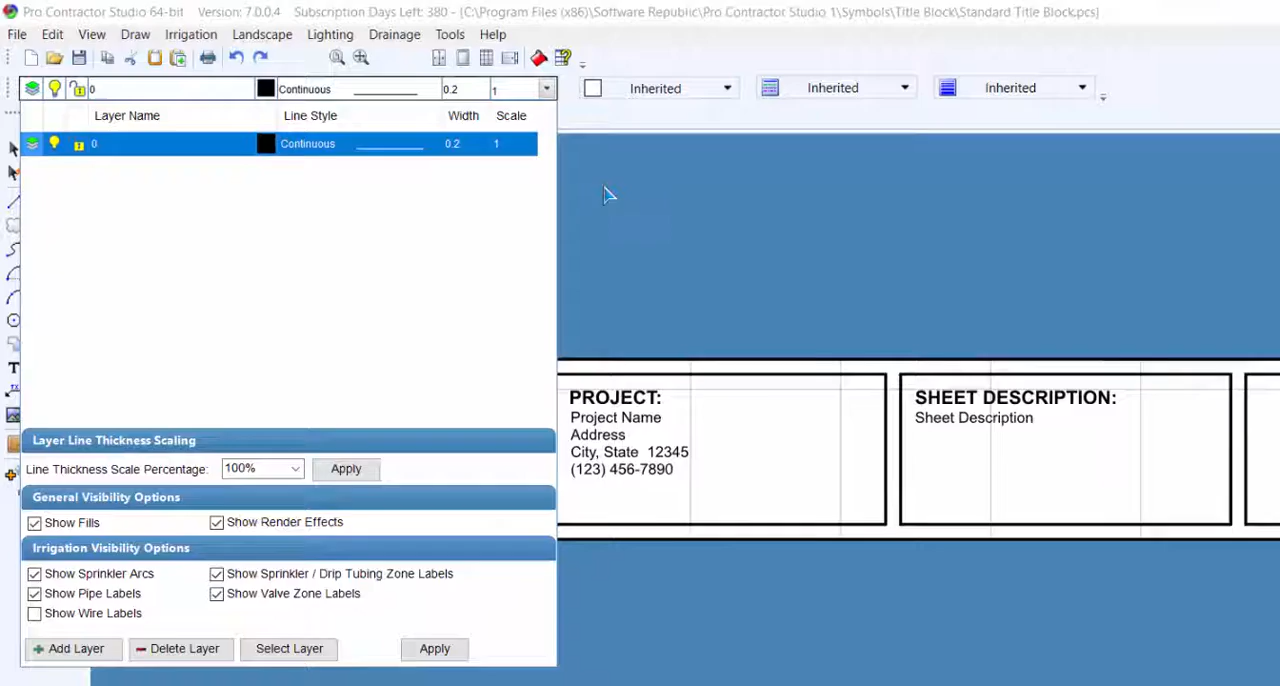 Pro Contractor Studio 64-bit Version: 7.0.0.4 Subscription Days Left: 380 - [C:\Program Files (x86)\Software Republic\Pro Contractor Studio 1\Symbols\Title Block\Standard Title Block.pcs]
File Edit View Draw Irrigation Landscape Lighting Drainage Tools Help
0 Continuous 0.2 1 Inherited Inherited Inherited
Layer Name Line Style Width Scale
0 Continuous 0.2 1
PROJECT:
Project Name
Address
City, State 12345
(123) 456-7890
SHEET DESCRIPTION:
Sheet Description
Layer Line Thickness Scaling
Line Thickness Scale Percentage: 100% Apply
General Visibility Options
Show Fills Show Render Effects
Irrigation Visibility Options
Show Sprinkler Arcs Show Sprinkler / Drip Tubing Zone Labels
Show Pipe Labels Show Valve Zone Labels
Show Wire Labels
Add Layer Delete Layer Select Layer Apply